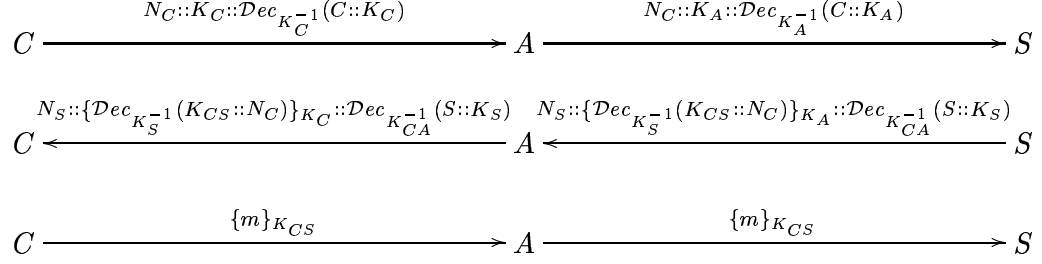 N_C::K_C::Dec_{K_C^{-1}}(C::K_C) N_C::K_A::Dec_{K_A^{-1}}(C::K_A)
C A S
N_S::{Dec_{K_S^{-1}}(K_{CS}::N_C)}_{K_C}::Dec_{K_{CA}^{-1}}(S::K_S) N_S::{Dec_{K_S^{-1}}(K_{CS}::N_C)}_{K_A}::Dec_{K_{CA}^{-1}}(S::K_S)
C A S
{m}_{K_{CS}} {m}_{K_{CS}}
C A S